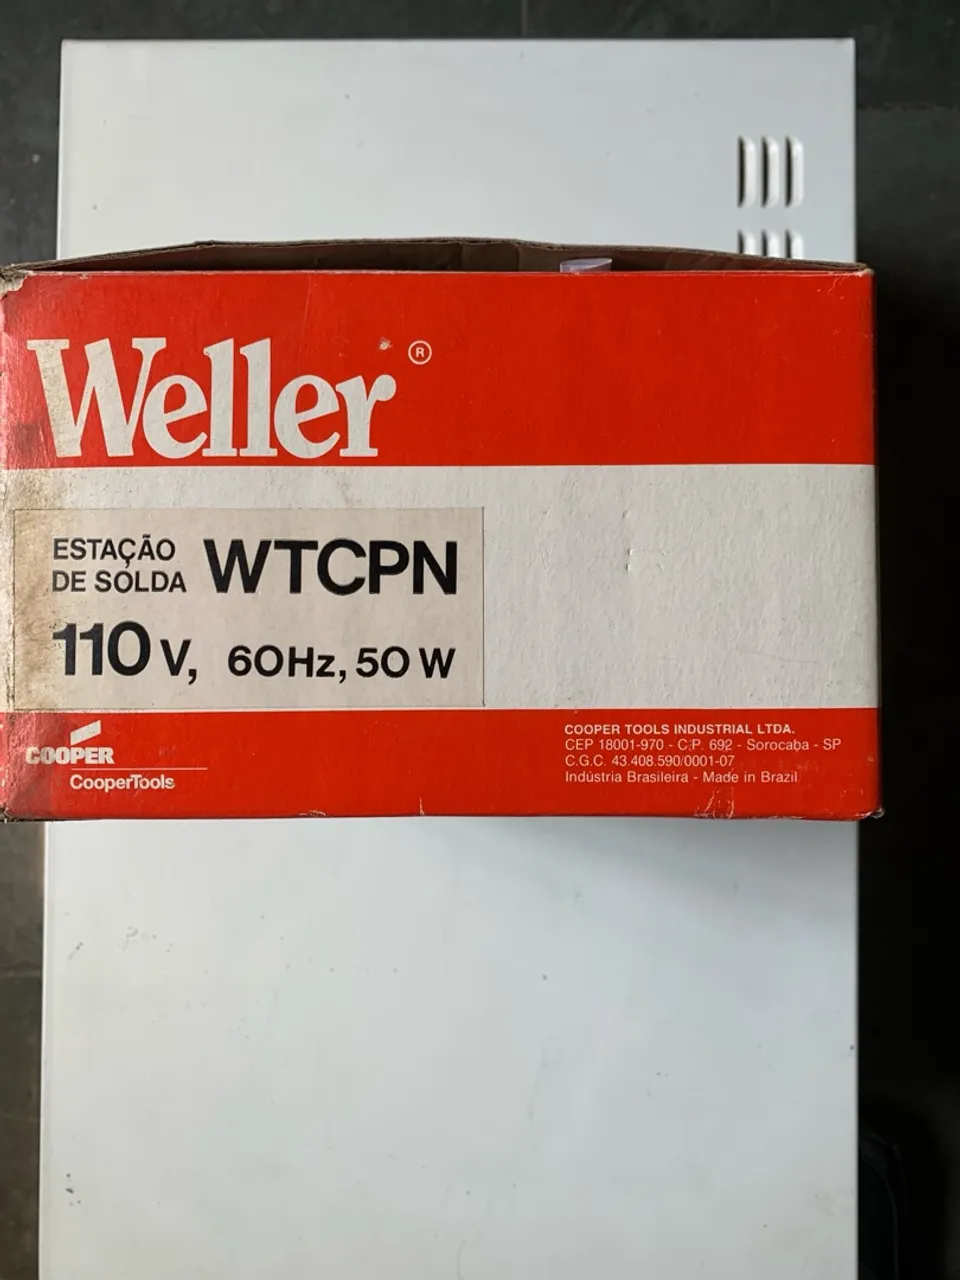 Weller ®
ESTAÇÃO
DE SOLDA WTCPN
110 V, 60Hz, 50 W
COOPER
CooperTools
COOPER TOOLS INDUSTRIAL LTDA.
CEP 18001-970 - C.P. 692 - Sorocaba - SP
C.G.C. 43.408.590/0001-07
Indústria Brasileira - Made in Brazil